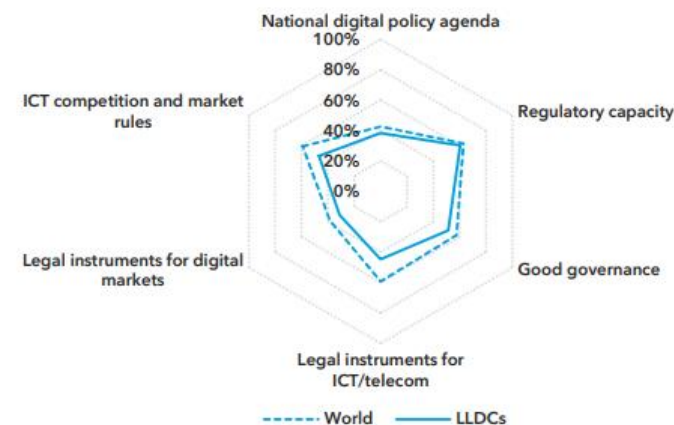 National digital policy agenda
100%
80%
60%
40%
20%
0%
ICT competition and market
rules
Regulatory capacity
Legal instruments for digital
markets
Good governance
Legal instruments for
ICT/telecom
World
LLDCs